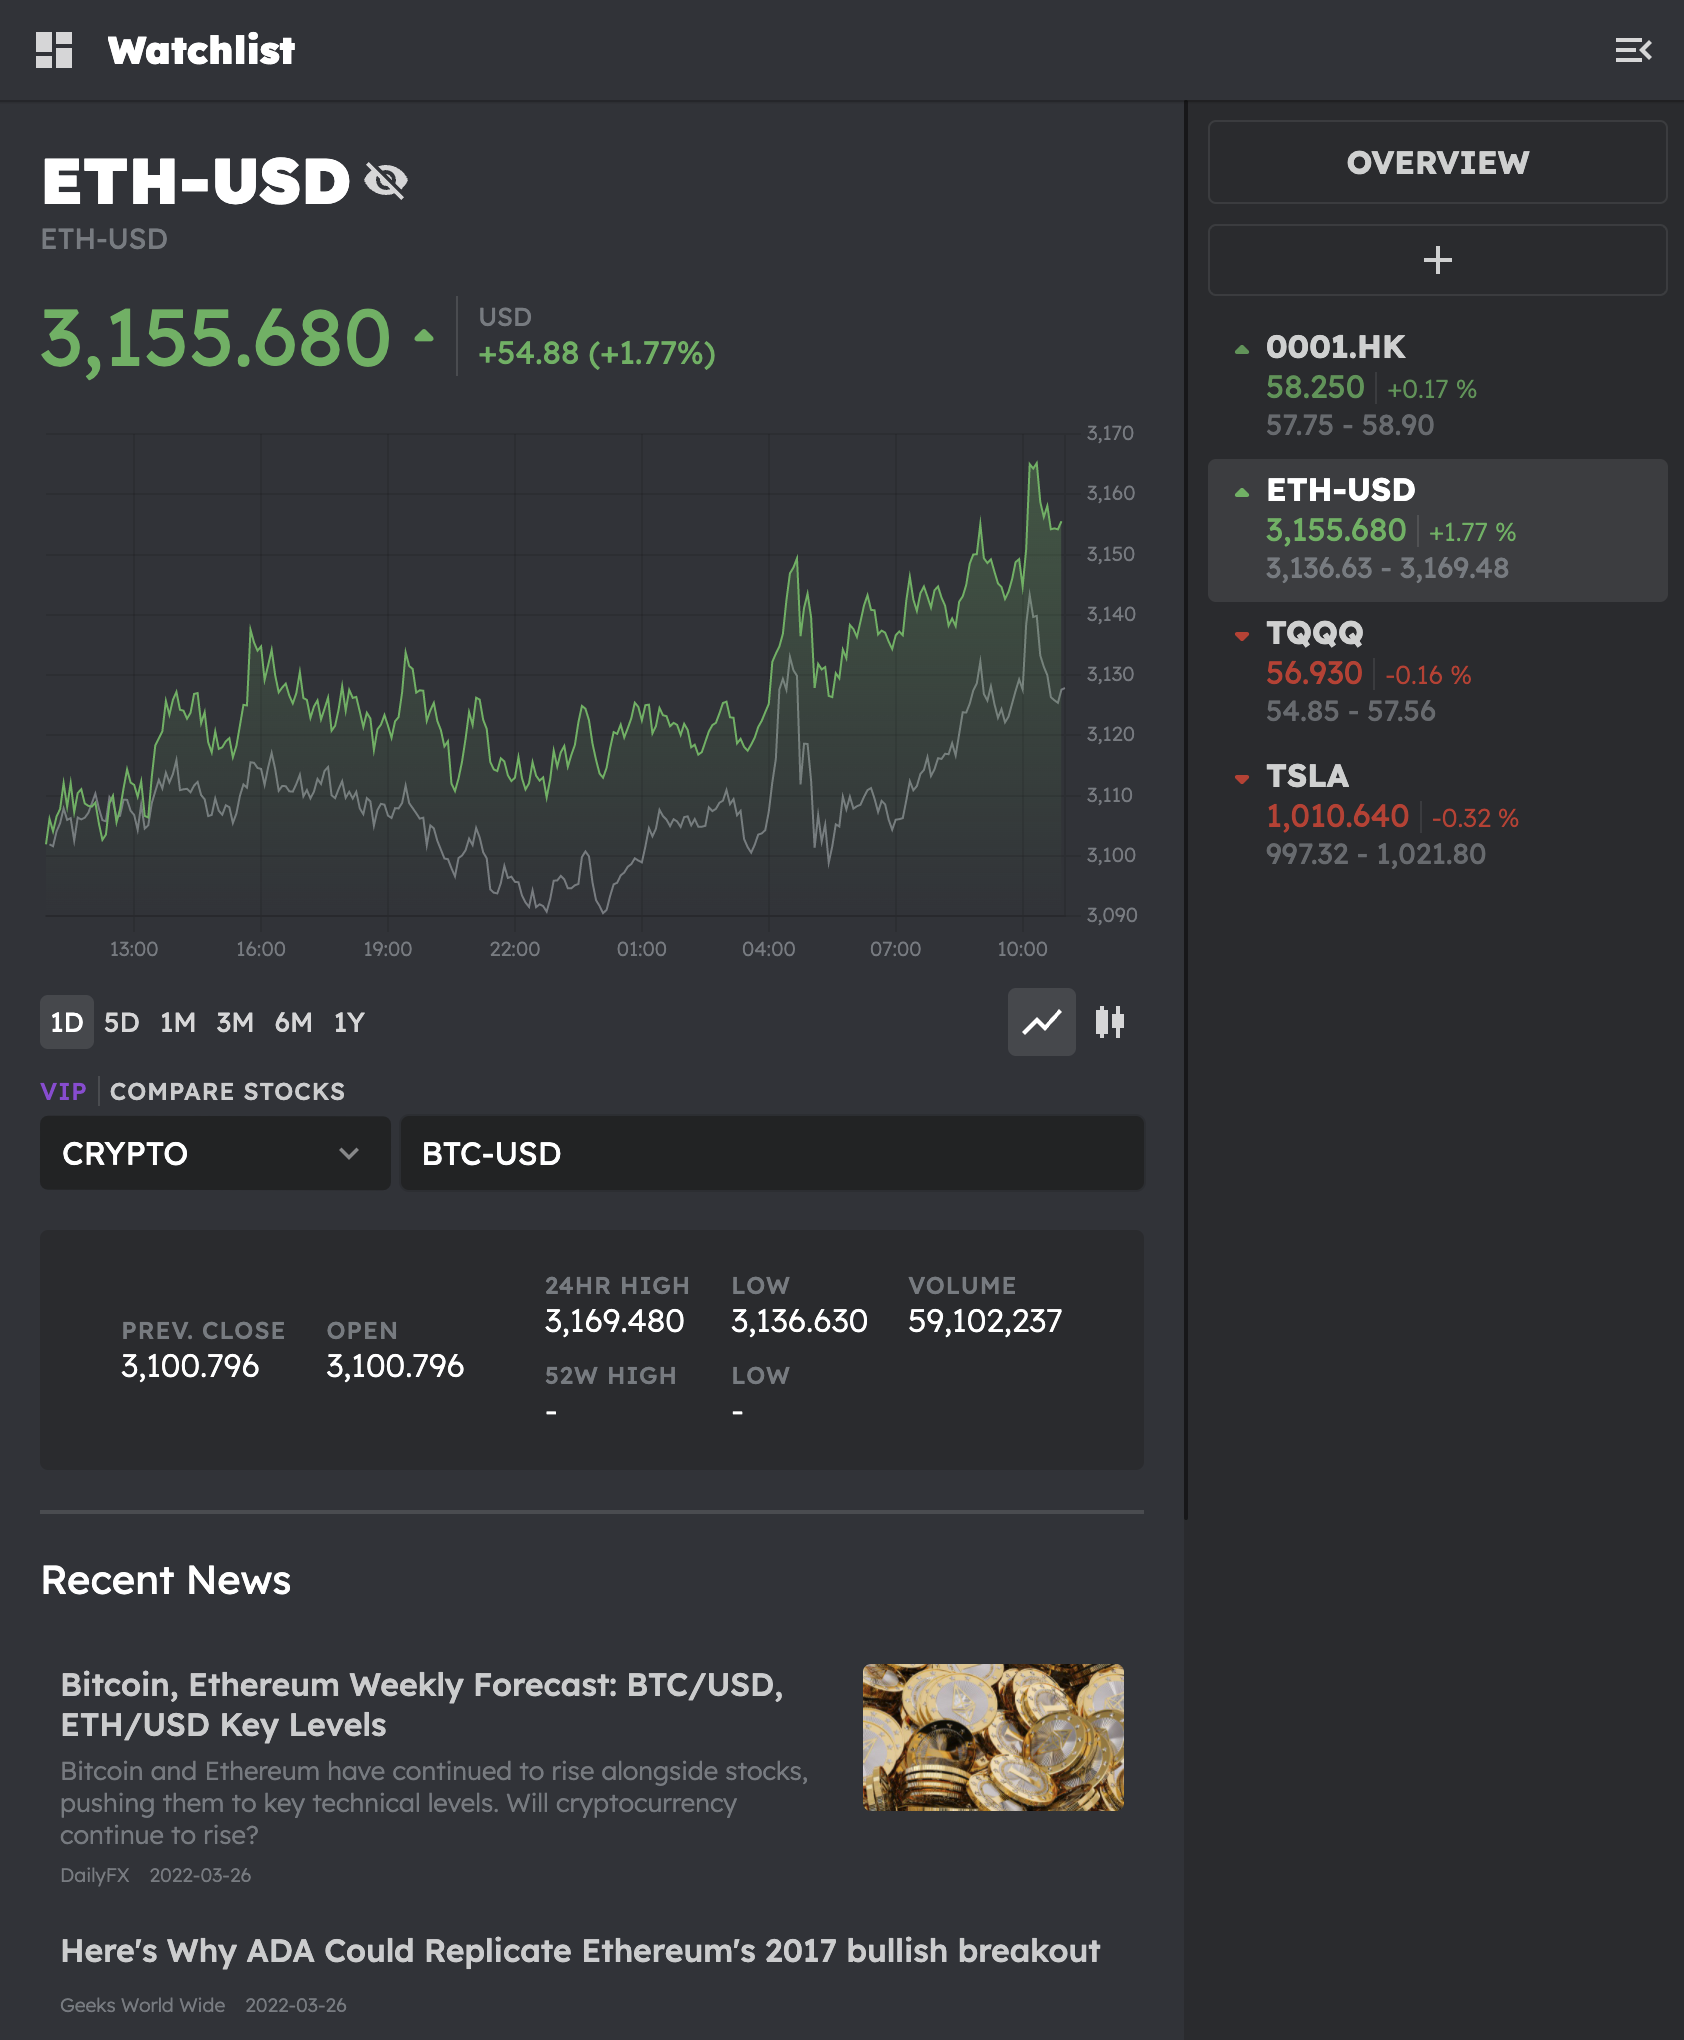 Watchlist
ETH-USD
ETH-USD
3,155.680
USD
+54.88 (+1.77%)
3,170
3,160
3,150
3,140
3,130
3,120
3,110
3,100
3,090
13:00 16:00 19:00 22:00 01:00 04:00 07:00 10:00
1D 5D 1M 3M 6M 1Y
VIP COMPARE STOCKS
CRYPTO BTC-USD
PREV. CLOSE OPEN
3,100.796 3,100.796
24HR HIGH LOW VOLUME
3,169.480 3,136.630 59,102,237
52W HIGH LOW
- -
Recent News
Bitcoin, Ethereum Weekly Forecast: BTC/USD,
ETH/USD Key Levels
Bitcoin and Ethereum have continued to rise alongside stocks,
pushing them to key technical levels. Will cryptocurrency
continue to rise?
DailyFX 2022-03-26
Here's Why ADA Could Replicate Ethereum's 2017 bullish breakout
Geeks World Wide 2022-03-26
OVERVIEW
+
0001.HK
58.250 +0.17 %
57.75 - 58.90
ETH-USD
3,155.680 +1.77 %
3,136.63 - 3,169.48
TQQQ
56.930 -0.16 %
54.85 - 57.56
TSLA
1,010.640 -0.32 %
997.32 - 1,021.80